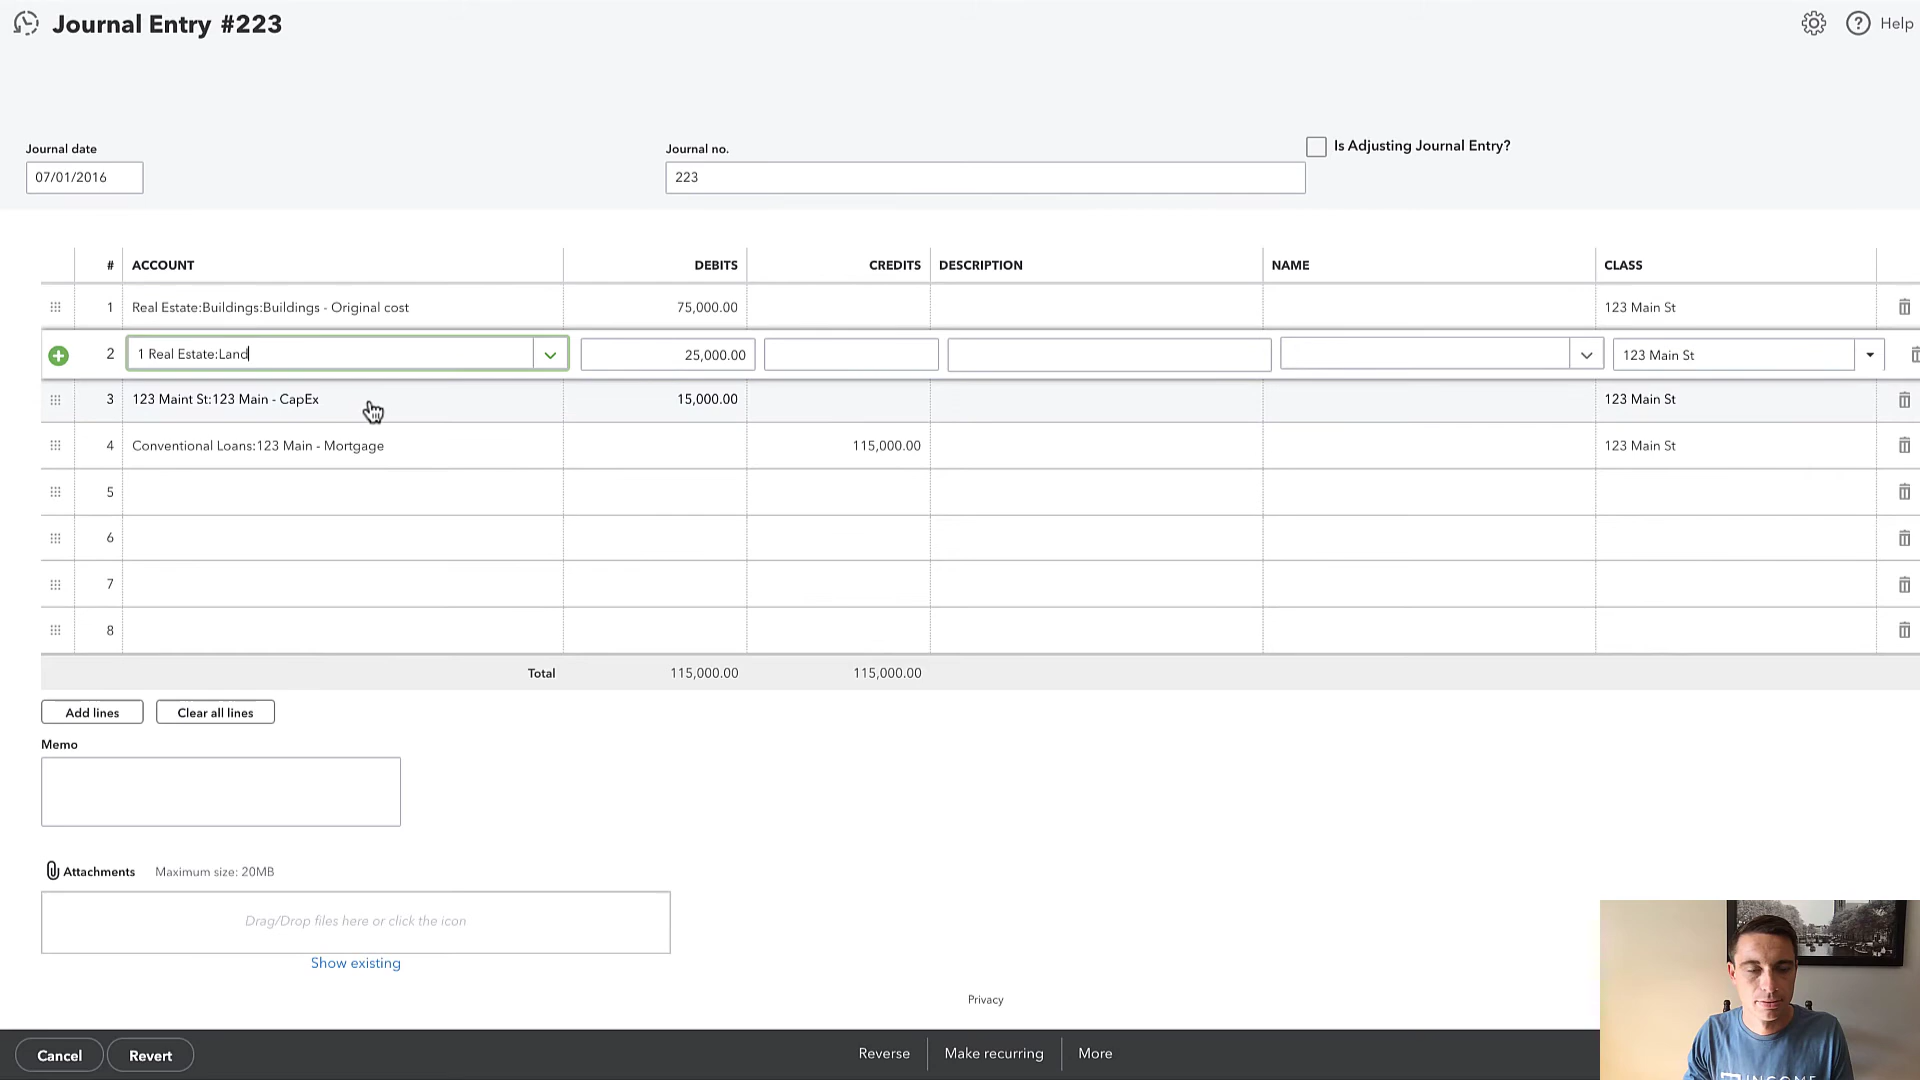 Journal Entry #223
Help
Journal date
Journal no.
Is Adjusting Journal Entry?
07/01/2016
223
# ACCOUNT DEBITS CREDITS DESCRIPTION NAME CLASS
1 Real Estate:Buildings:Buildings - Original cost 75,000.00 123 Main St
2 1 Real Estate:Land 25,000.00 123 Main St
3 123 Maint St:123 Main - CapEx 15,000.00 123 Main St
4 Conventional Loans:123 Main - Mortgage 115,000.00 123 Main St
5
6
7
8
Total 115,000.00 115,000.00
Add lines Clear all lines
Memo
Attachments Maximum size: 20MB
Drag/Drop files here or click the icon
Show existing
Privacy
Cancel Revert Reverse Make recurring More
INCOME